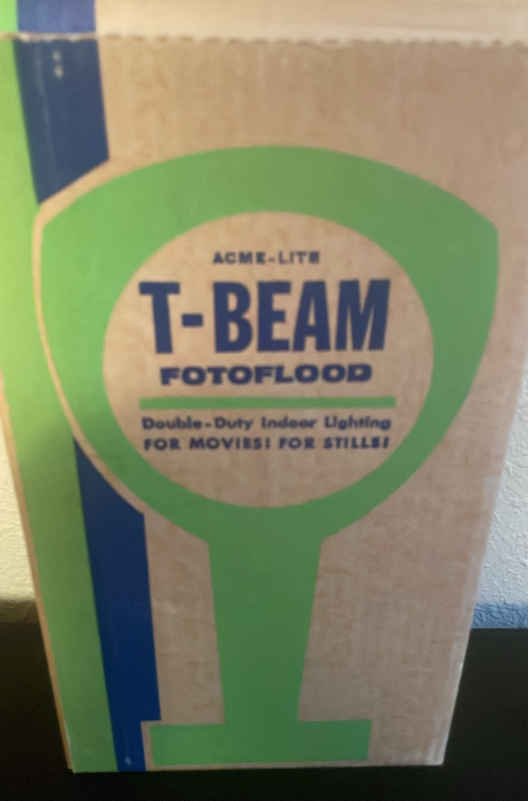 ACME-LITE
T-BEAM
FOTOFLOOD
Double-Duty Indoor Lighting
FOR MOVIES! FOR STILLS!